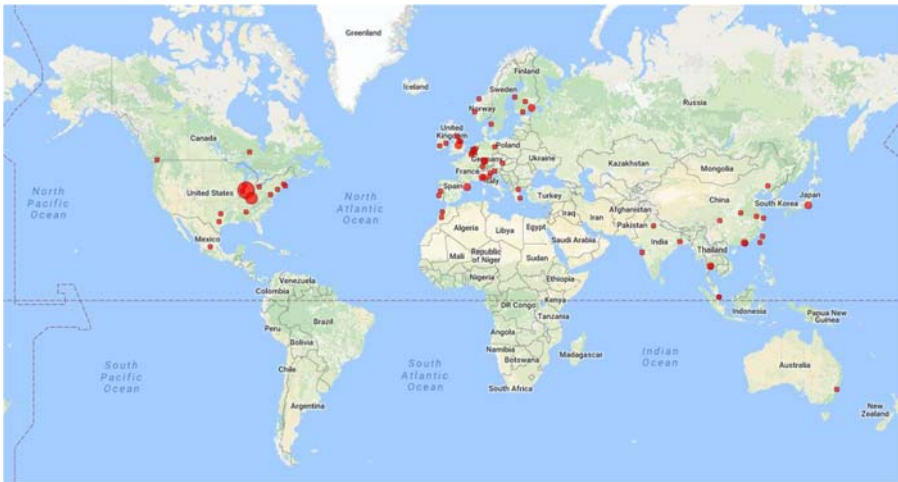 Greenland
Iceland
Finland
Sweden
Norway
Russia
Canada
United
Kingdom
Poland
Germany
Ukraine
Kazakhstan
Mongolia
France
Italy
Spain
Turkey
North
Pacific
Ocean
United States
North
Atlantic
Ocean
China
Japan
South Korea
Afghanistan
Iraq
Iran
Pakistan
Algeria
Libya
Egypt
Saudi Arabia
India
Thailand
Mexico
Mali
Republic
of Niger
Sudan
Nigeria
Ethiopia
Venezuela
Colombia
DR Congo
Kenya
Tanzania
Indonesia
Papua New
Guinea
Peru
Brazil
Bolivia
Angola
Namibia
Botswana
Madagascar
South
Pacific
Ocean
Chile
South
Atlantic
Ocean
Indian
Ocean
Australia
South Africa
Argentina
New
Zealand